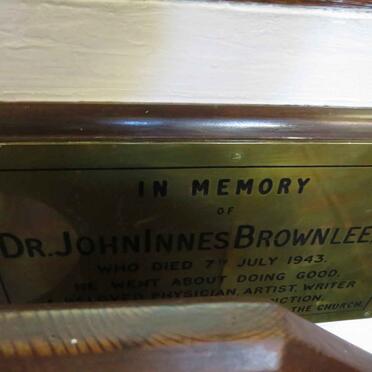 IN MEMORY
OF
DR. JOHN INNES BROWNLEE,
WHO DIED 7TH JULY 1943.
HE WENT ABOUT DOING GOOD,
BELOVED PHYSICIAN, ARTIST, WRITER
THE CHURCH.